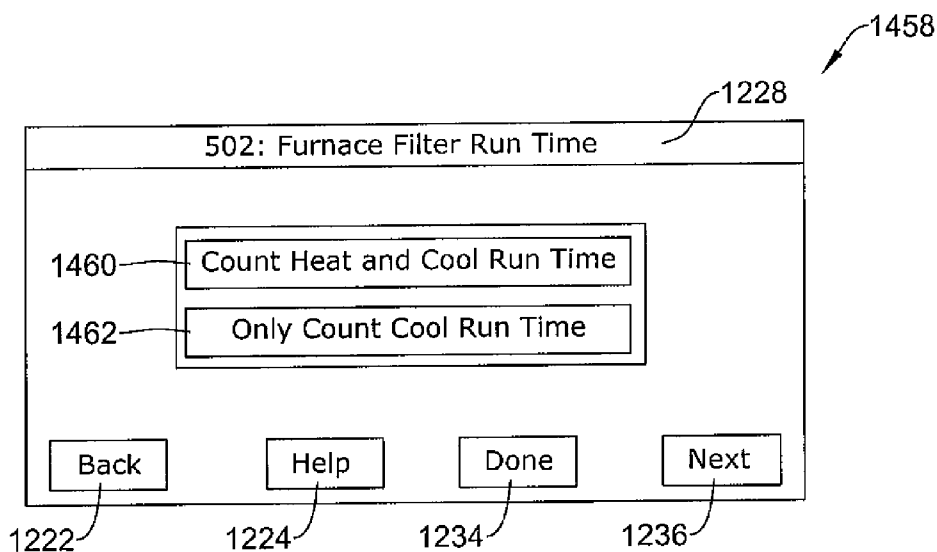 1458
1228
502: Furnace Filter Run Time
1460
Count Heat and Cool Run Time
1462
Only Count Cool Run Time
Back
Help
Done
Next
1222
1224
1234
1236